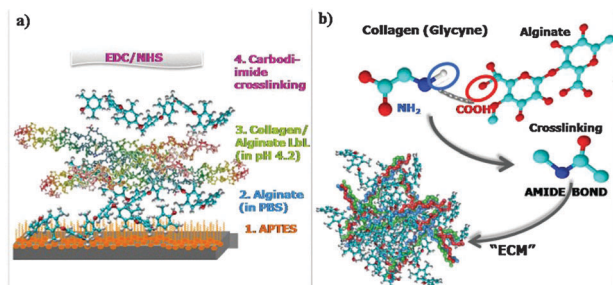 a)
EDC/NHS
4. Carbodi-
imide
crosslinking
3. Collagen/
Alginate LbL
(in pH 4.2)
2. Alginate
(in PBS)
1. APTES
b)
Collagen (Glycyne)
Alginate
NH2
COOH
Crosslinking
AMIDE BOND
"ECM"